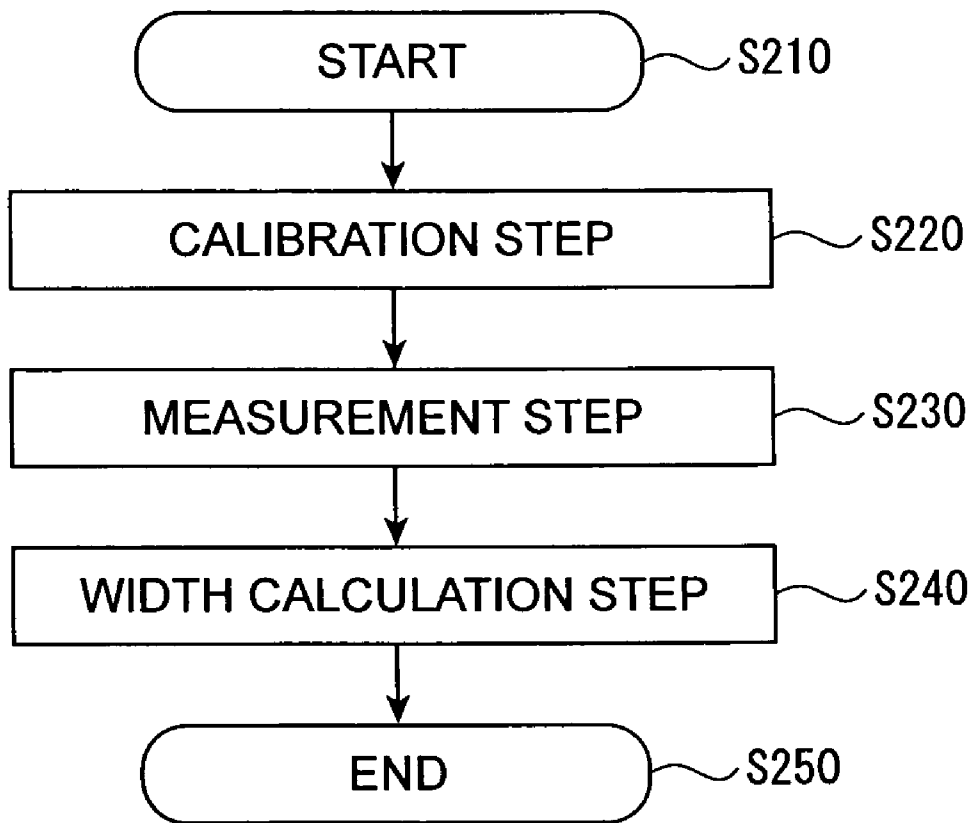 START S210
CALIBRATION STEP S220
MEASUREMENT STEP S230
WIDTH CALCULATION STEP S240
END S250